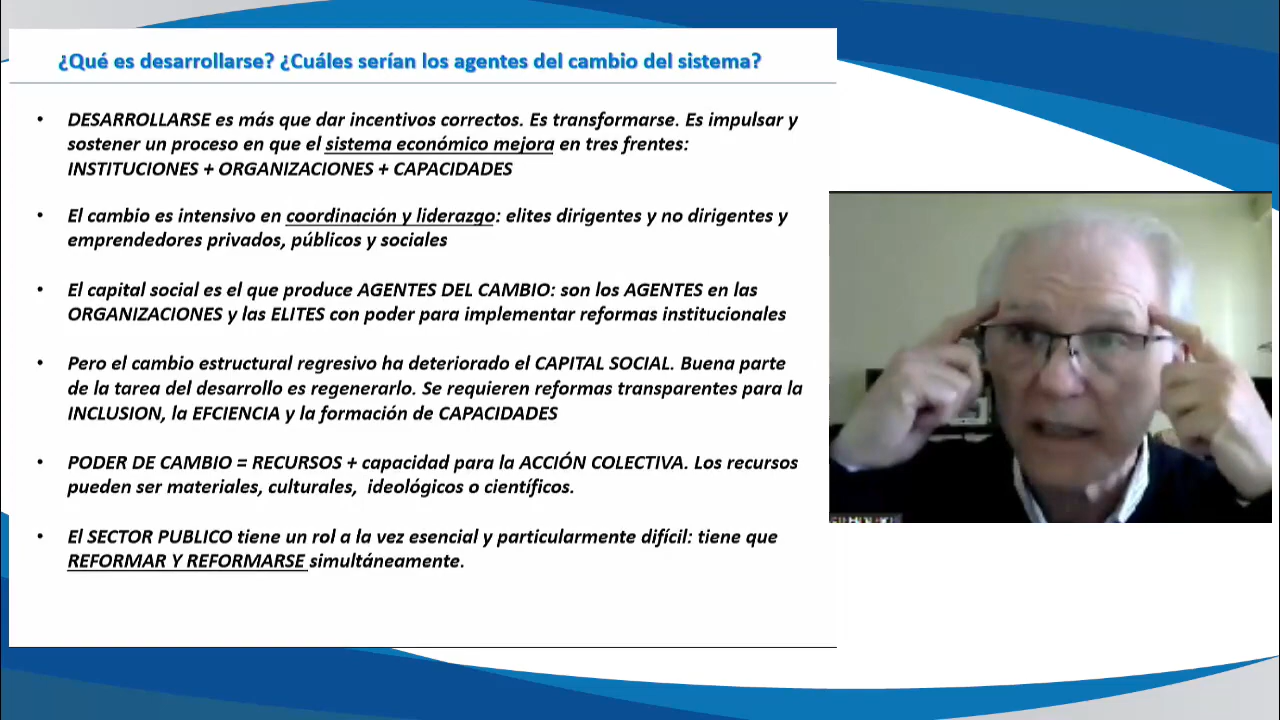 ¿Qué es desarrollarse? ¿Cuáles serían los agentes del cambio del sistema?
• DESARROLLARSE es más que dar incentivos correctos. Es transformarse. Es impulsar y
sostener un proceso en que el sistema económico mejora en tres frentes:
INSTITUCIONES + ORGANIZACIONES + CAPACIDADES
• El cambio es intensivo en coordinación y liderazgo: elites dirigentes y no dirigentes y
emprendedores privados, públicos y sociales
• El capital social es el que produce AGENTES DEL CAMBIO: son los AGENTES en las
ORGANIZACIONES y las ELITES con poder para implementar reformas institucionales
• Pero el cambio estructural regresivo ha deteriorado el CAPITAL SOCIAL. Buena parte
de la tarea del desarrollo es regenerarlo. Se requieren reformas transparentes para la
INCLUSION, la EFCIENCIA y la formación de CAPACIDADES
• PODER DE CAMBIO = RECURSOS + capacidad para la ACCIÓN COLECTIVA. Los recursos
pueden ser materiales, culturales, ideológicos o científicos.
• El SECTOR PUBLICO tiene un rol a la vez esencial y particularmente difícil: tiene que
REFORMAR Y REFORMARSE simultáneamente.